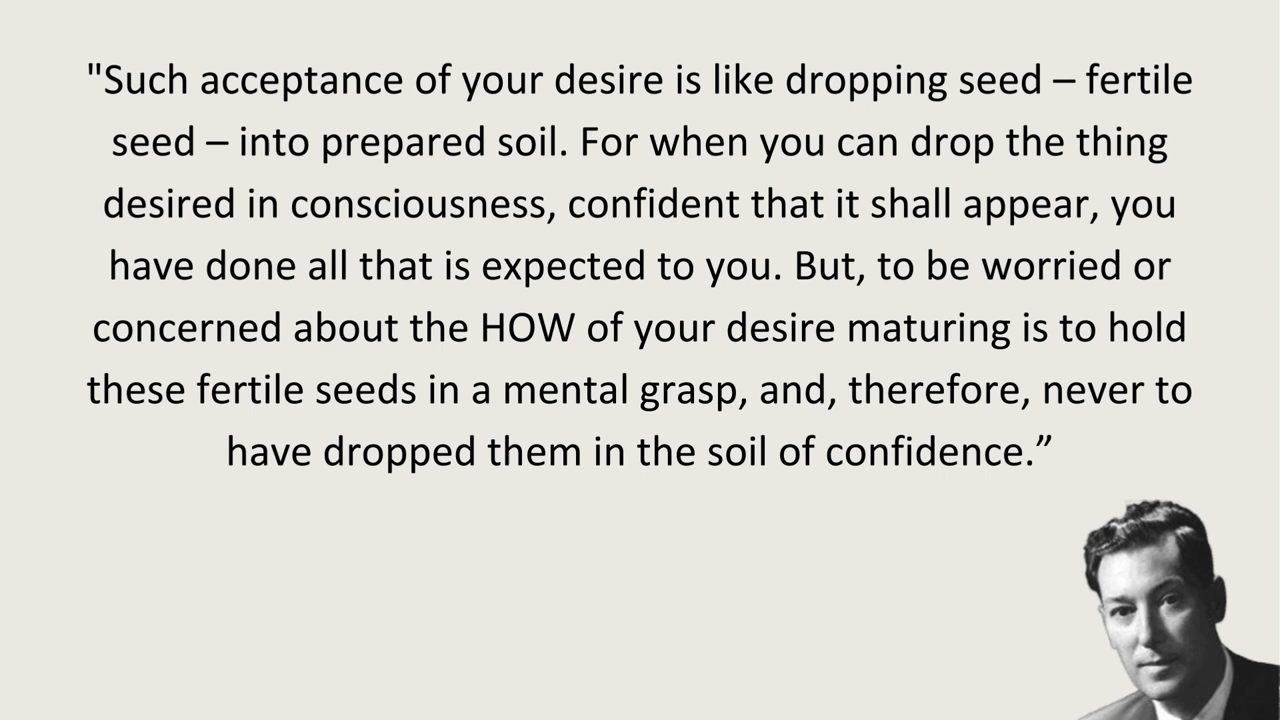 "Such acceptance of your desire is like dropping seed – fertile
seed – into prepared soil. For when you can drop the thing
desired in consciousness, confident that it shall appear, you
have done all that is expected to you. But, to be worried or
concerned about the HOW of your desire maturing is to hold
these fertile seeds in a mental grasp, and, therefore, never to
have dropped them in the soil of confidence.”